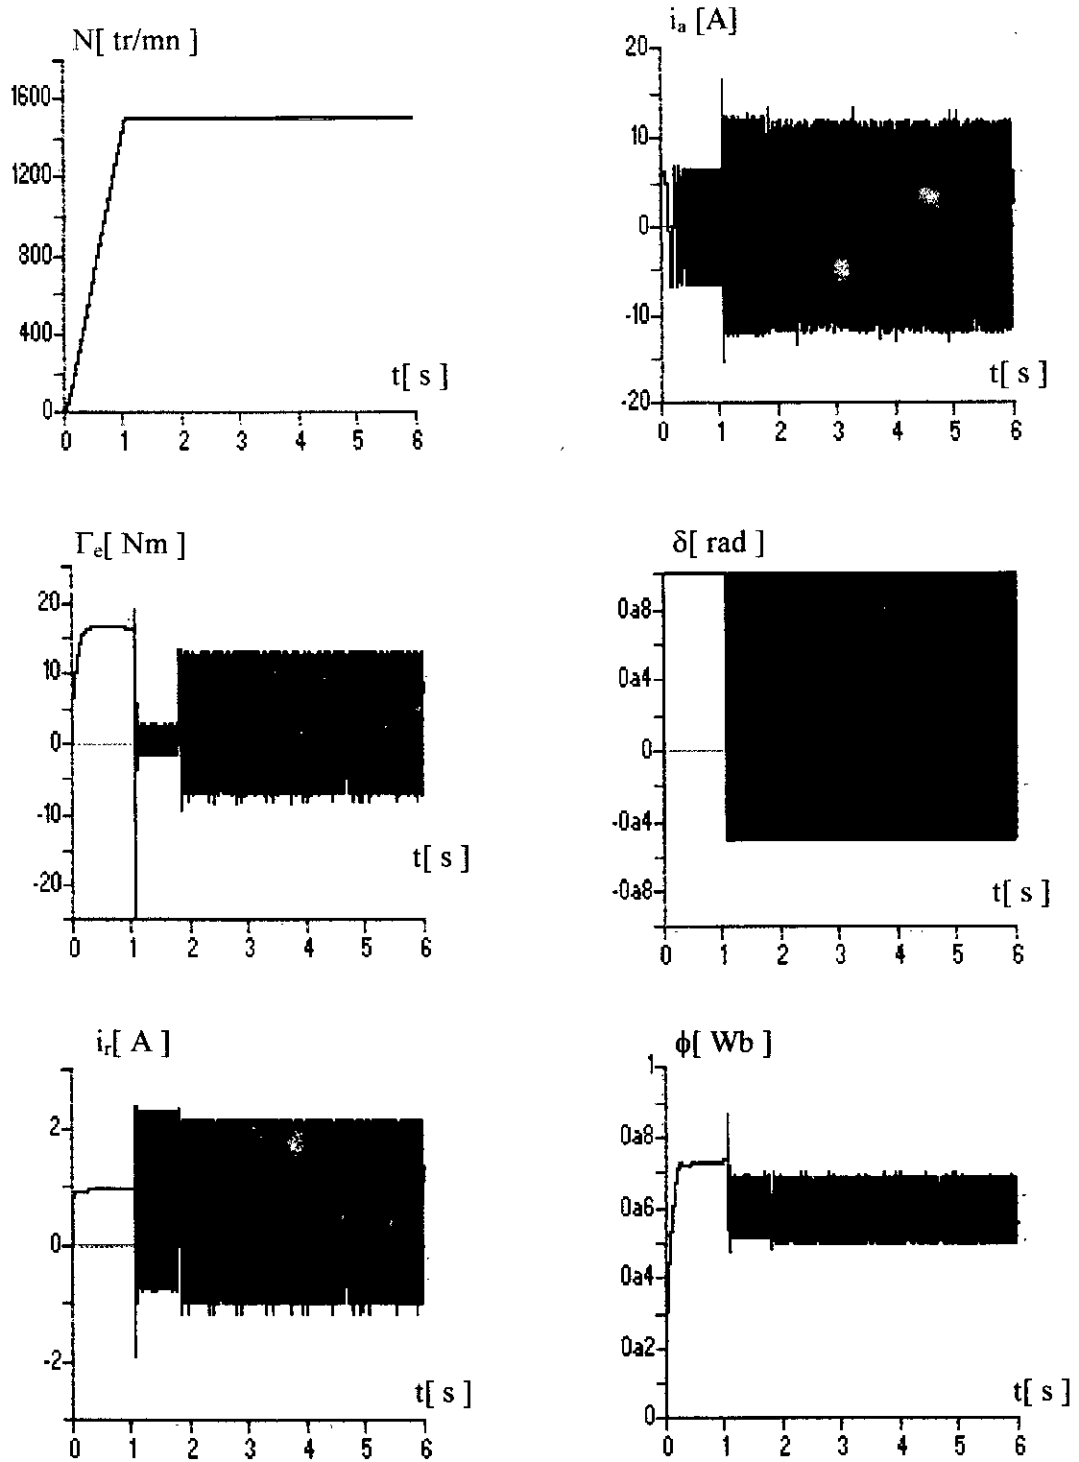 N[ tr/mn ]
1600
1200
800
400
0
t[ s ]
0 1 2 3 4 5 6
iₐ [A]
20
10
0
-10
-20
t[ s ]
0 1 2 3 4 5 6
Γₑ[ Nm ]
20
10
0
-10
-20
t[ s ]
0 1 2 3 4 5 6
δ[ rad ]
0a8
0a4
0
-0a4
-0a8
t[ s ]
0 1 2 3 4 5 6
iᵣ[ A ]
2
0
-2
t[ s ]
0 1 2 3 4 5 6
ϕ[ Wb ]
1
0a8
0a6
0a4
0a2
0
t[ s ]
0 1 2 3 4 5 6